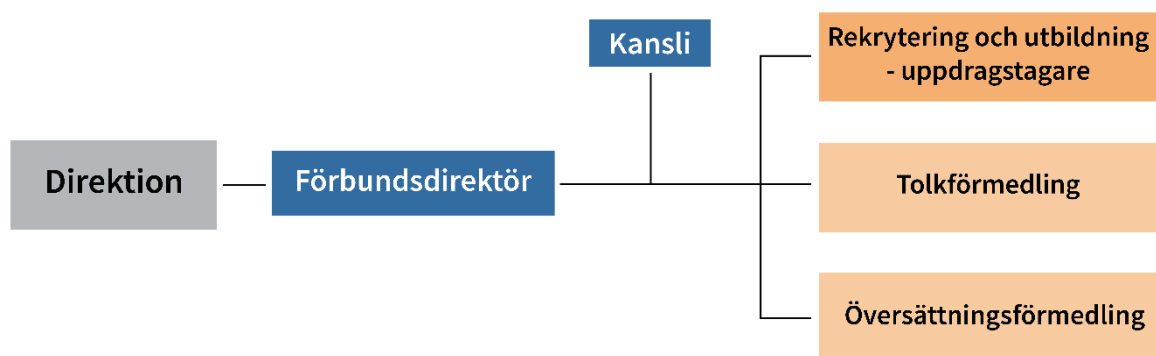 Kansli
Rekrytering och utbildning
- uppdragstagare
Direktion
Förbundsdirektör
Tolkförmedling
Översättningsförmedling